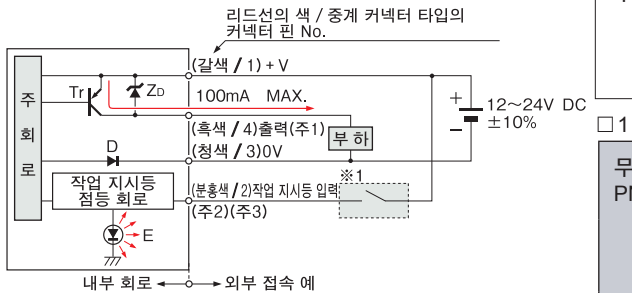 리드선의 색 / 중계 커넥터 타입의
커넥터 핀 No.
(갈색 / 1) + V
Tr
ZD
100mA MAX.
주 회 로
(흑색 / 4)출력(주1)
부하
+
−
12~24V DC
±10%
D
(청색 / 3)0V
작업 지시등
점등 회로
※1
(분홍색 / 2)작업 지시등 입력
(주2)(주3)
E
내부 회로
외부 접속 예
□1
무